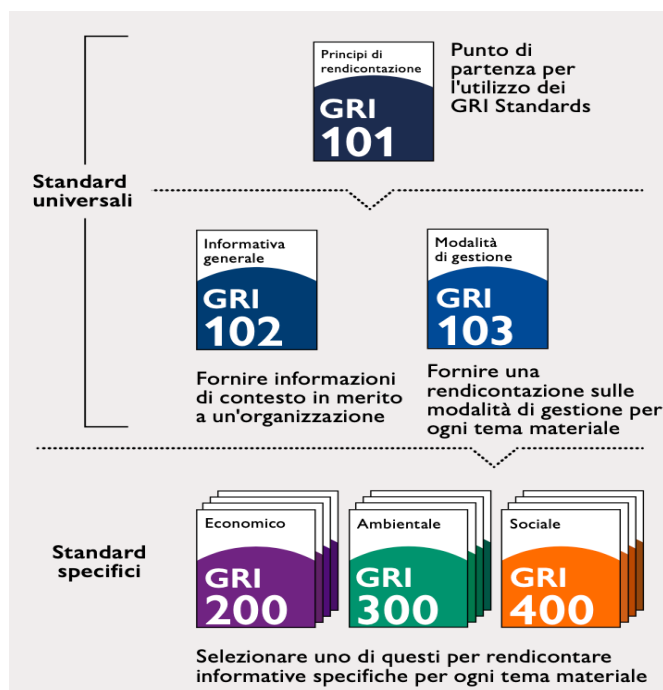 Principi di
rendicontazione
GRI
101
Punto di
partenza per
l'utilizzo dei
GRI Standards
Standard
universali
Informativa
generale
GRI
102
Modalità
di gestione
GRI
103
Fornire informazioni
di contesto in merito
a un'organizzazione
Fornire una
rendicontazione sulle
modalità di gestione per
ogni tema materiale
Standard
specifici
Economico
GRI
200
Ambientale
GRI
300
Sociale
GRI
400
Selezionare uno di questi per rendicontare
informative specifiche per ogni tema materiale